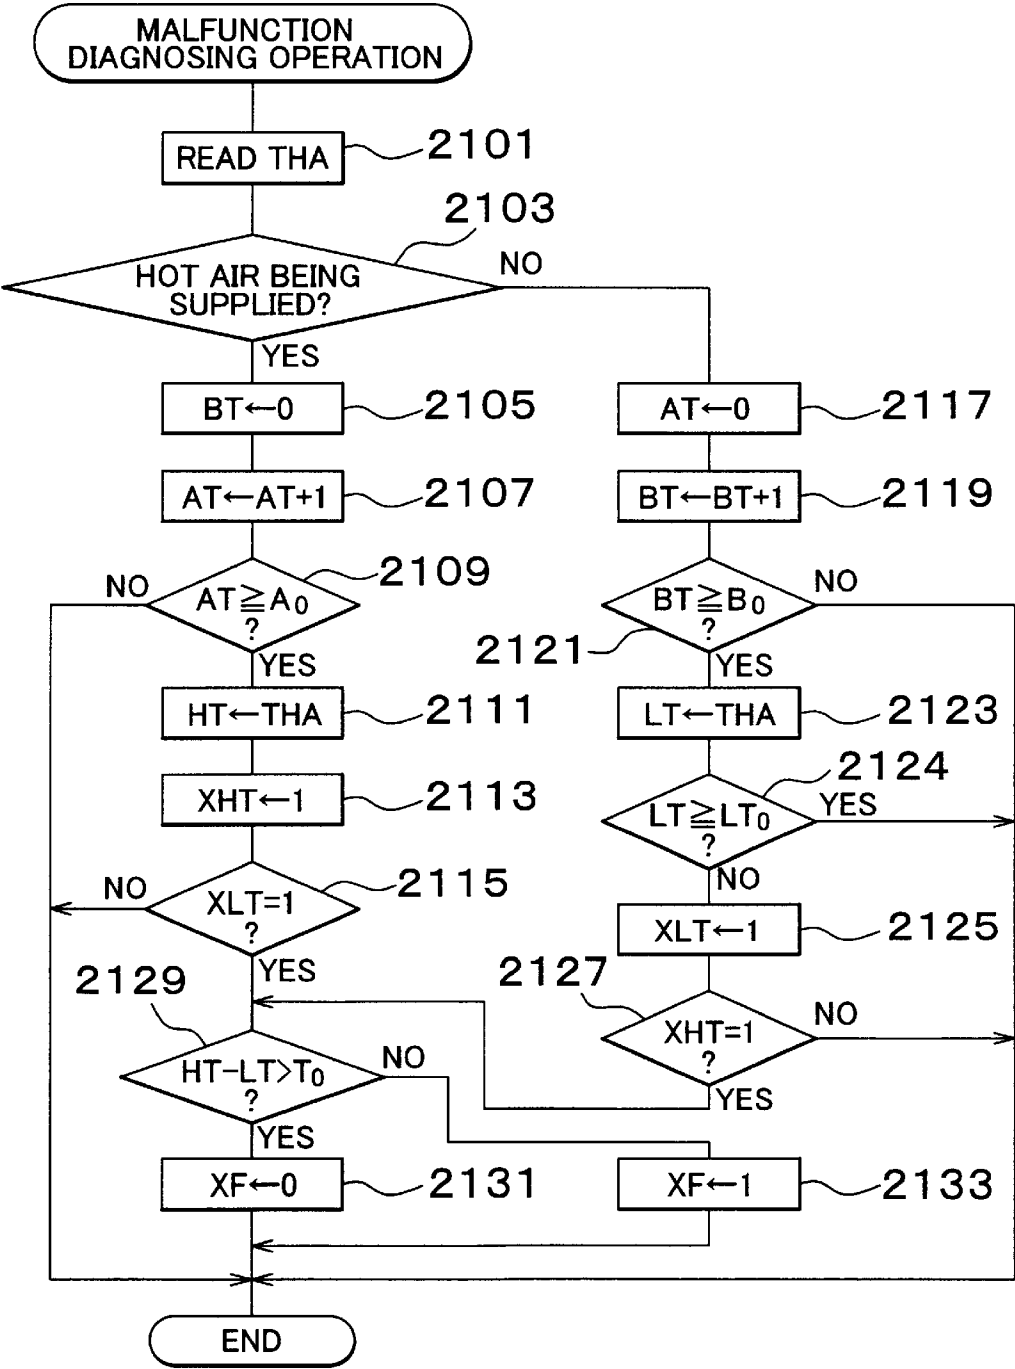 MALFUNCTION
DIAGNOSING OPERATION
READ THA
2101
2103
HOT AIR BEING
SUPPLIED?
NO
YES
BT←0
2105
AT←AT+1
2107
AT≧A0
?
2109
NO
YES
HT←THA
2111
XHT←1
2113
XLT=1
?
2115
NO
YES
2129
HT-LT>T0
?
NO
YES
XF←0
2131
AT←0
2117
BT←BT+1
2119
BT≧B0
?
NO
2121
YES
LT←THA
2123
2124
LT≧LT0
?
YES
NO
XLT←1
2125
2127
XHT=1
?
NO
YES
XF←1
2133
END